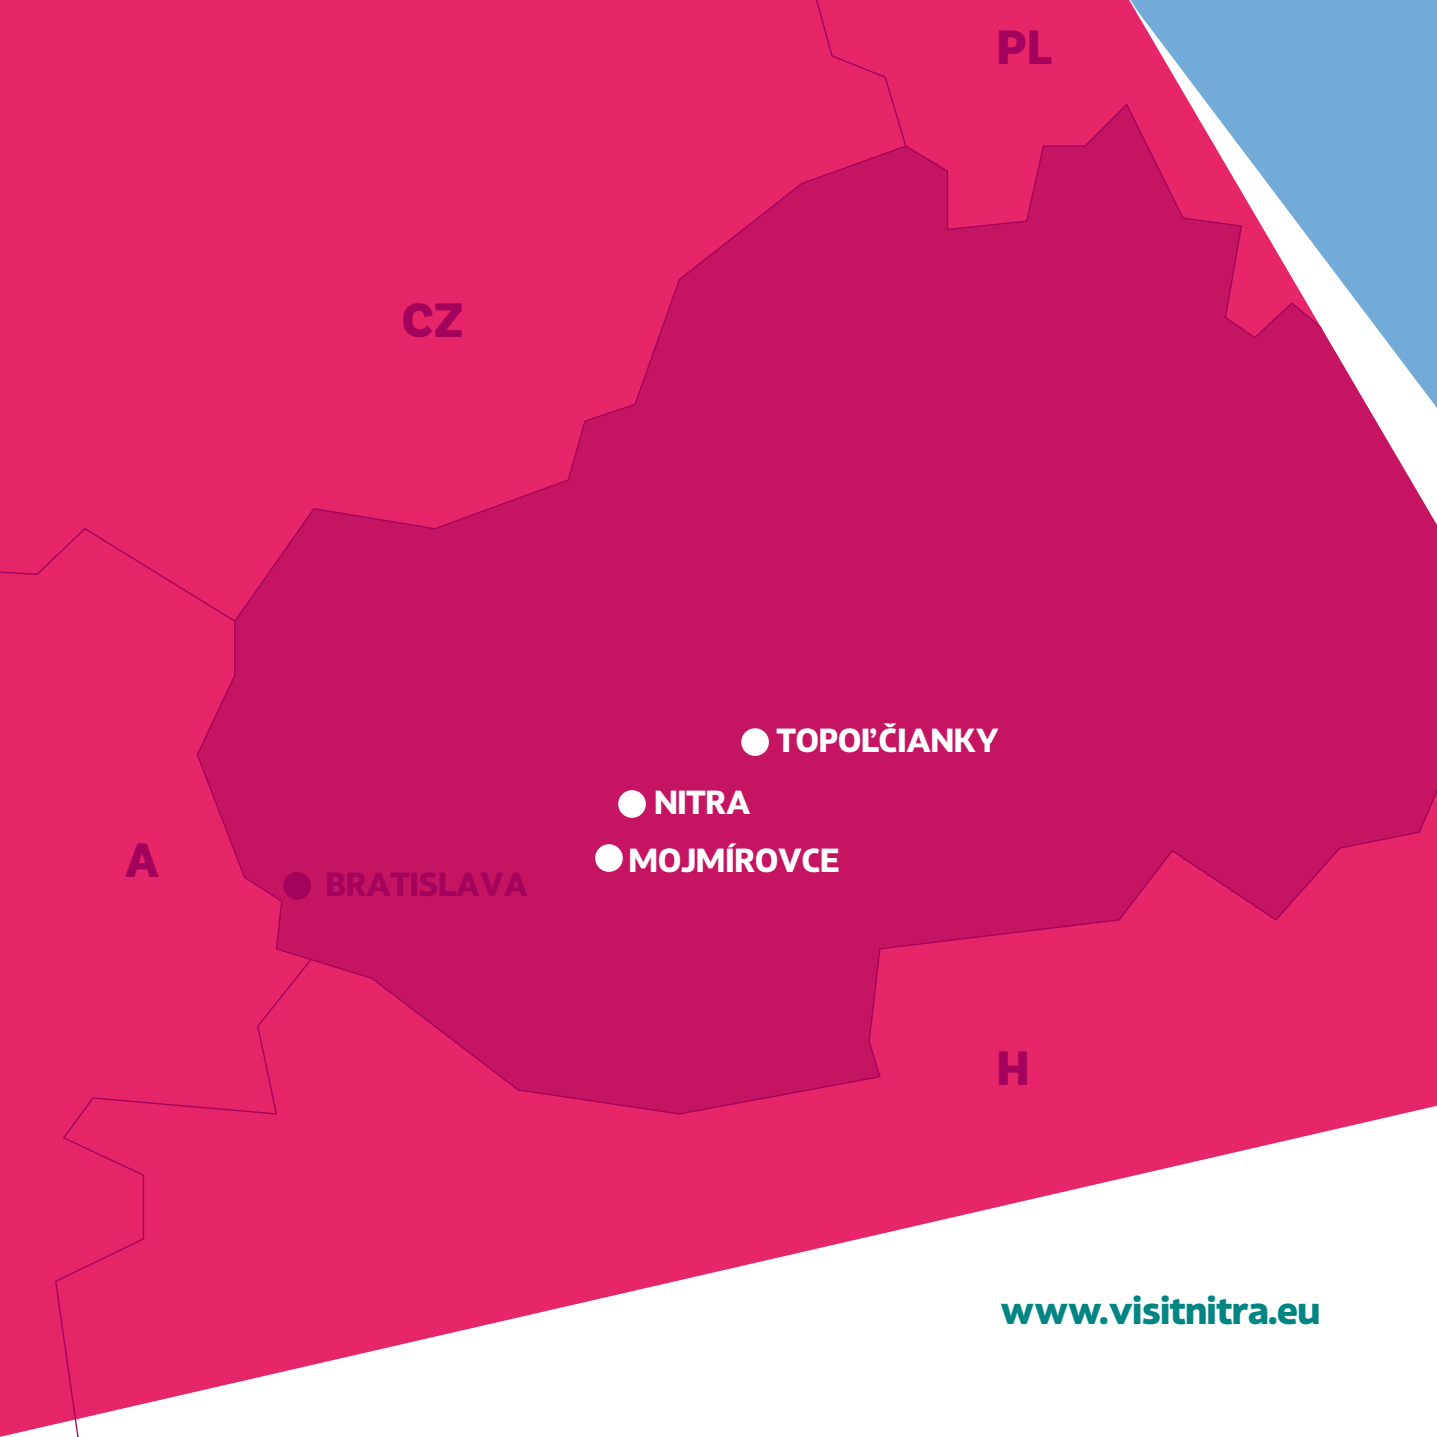 PL
CZ
TOPOĽČIANKY
NITRA
MOJMÍROVCE
A
BRATISLAVA
H
www.visitnitra.eu